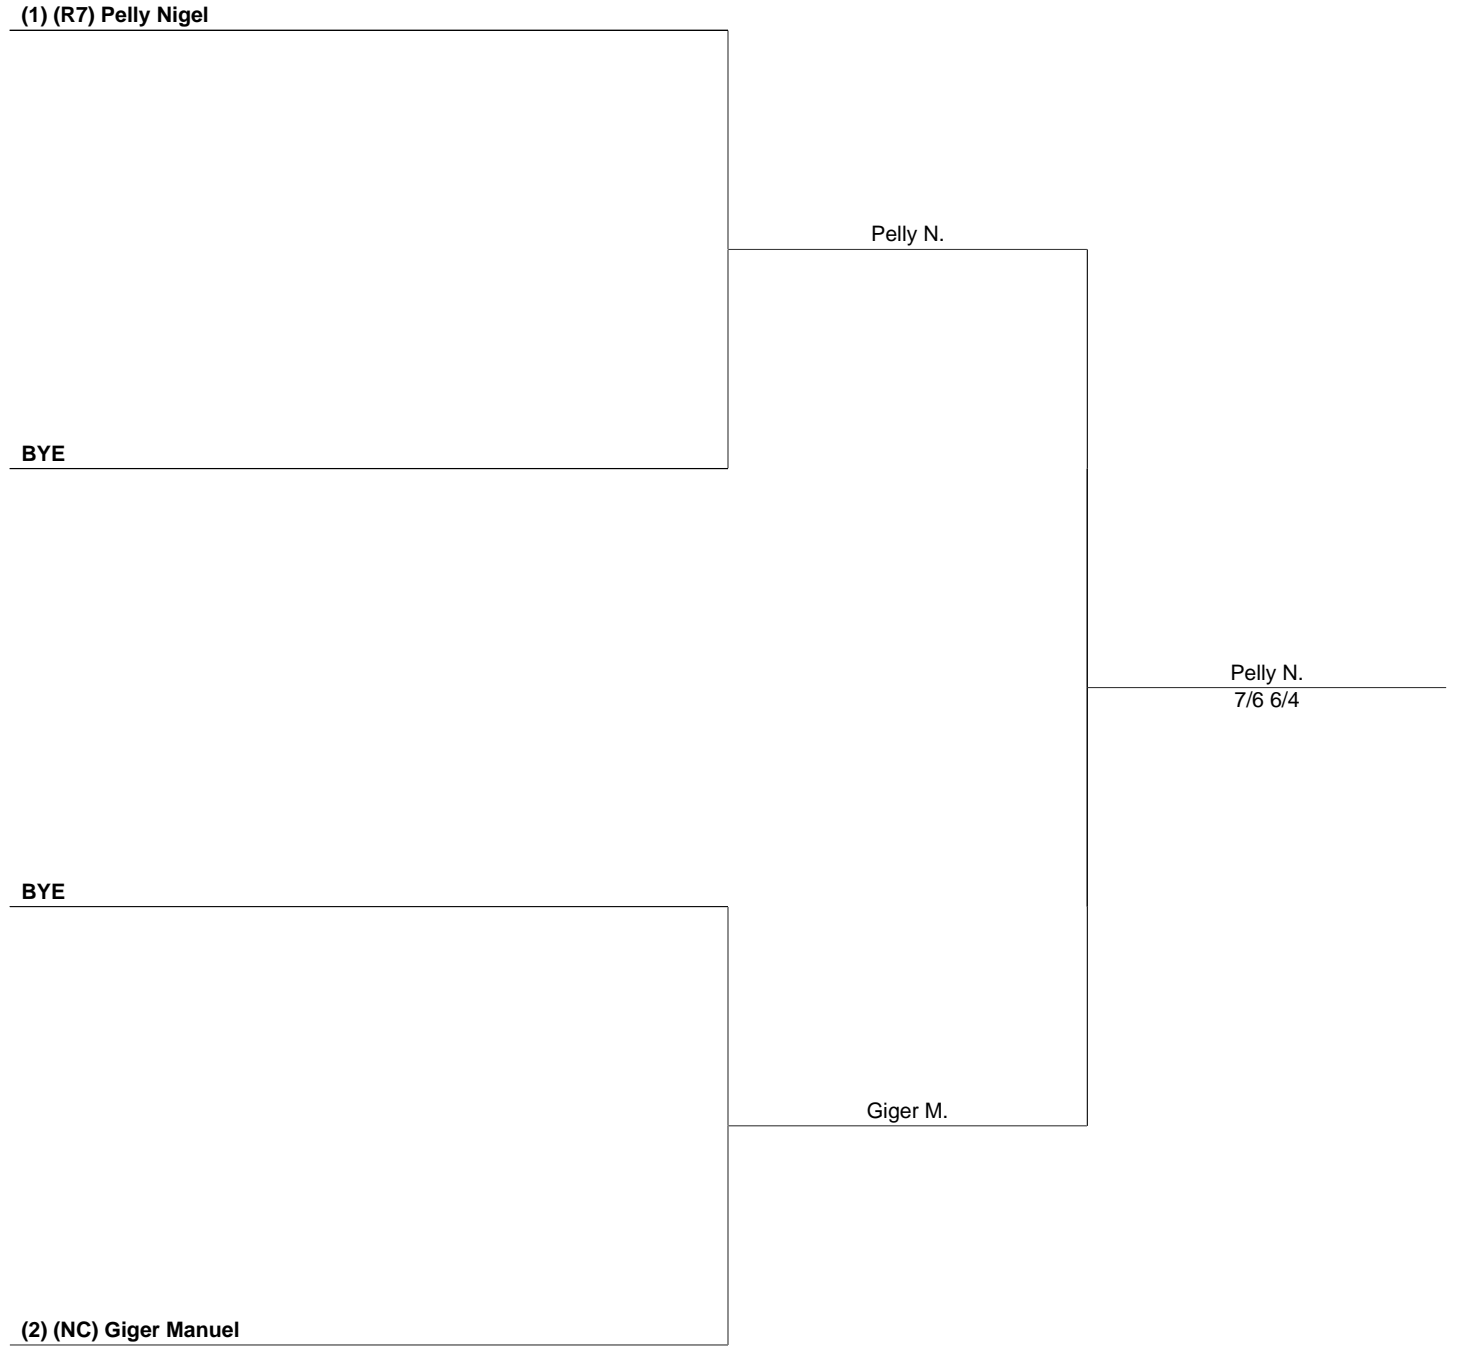 (1) (R7) Pelly Nigel
Pelly N.
BYE
Pelly N.
7/6 6/4
BYE
Giger M.
(2) (NC) Giger Manuel